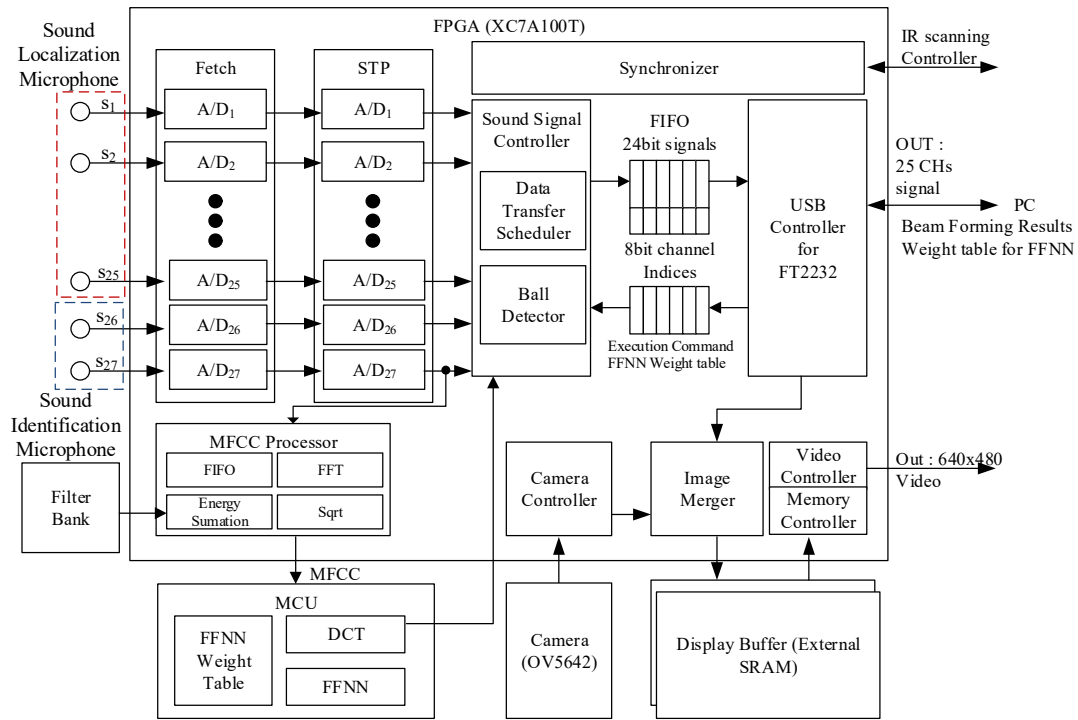 FPGA (XC7A100T)
Sound
Localization
Microphone
Fetch
STP
Synchronizer
IR scanning
Controller
s1
A/D1
A/D1
s2
A/D2
A/D2
s25
A/D25
A/D25
s26
A/D26
A/D26
s27
A/D27
A/D27
Sound Signal
Controller
Data
Transfer
Scheduler
Ball
Detector
FIFO
24bit signals
8bit channel
Indices
Execution Command
FFNN Weight table
USB
Controller
for
FT2232
OUT :
25 CHs
signal
PC
Beam Forming Results
Weight table for FFNN
Sound
Identification
Microphone
Filter
Bank
MFCC Processor
FIFO
FFT
Energy
Sumation
Sqrt
Camera
Controller
Image
Merger
Video
Controller
Memory
Controller
Out : 640x480
Video
MFCC
MCU
FFNN
Weight
Table
DCT
FFNN
Camera
(OV5642)
Display Buffer (External
SRAM)